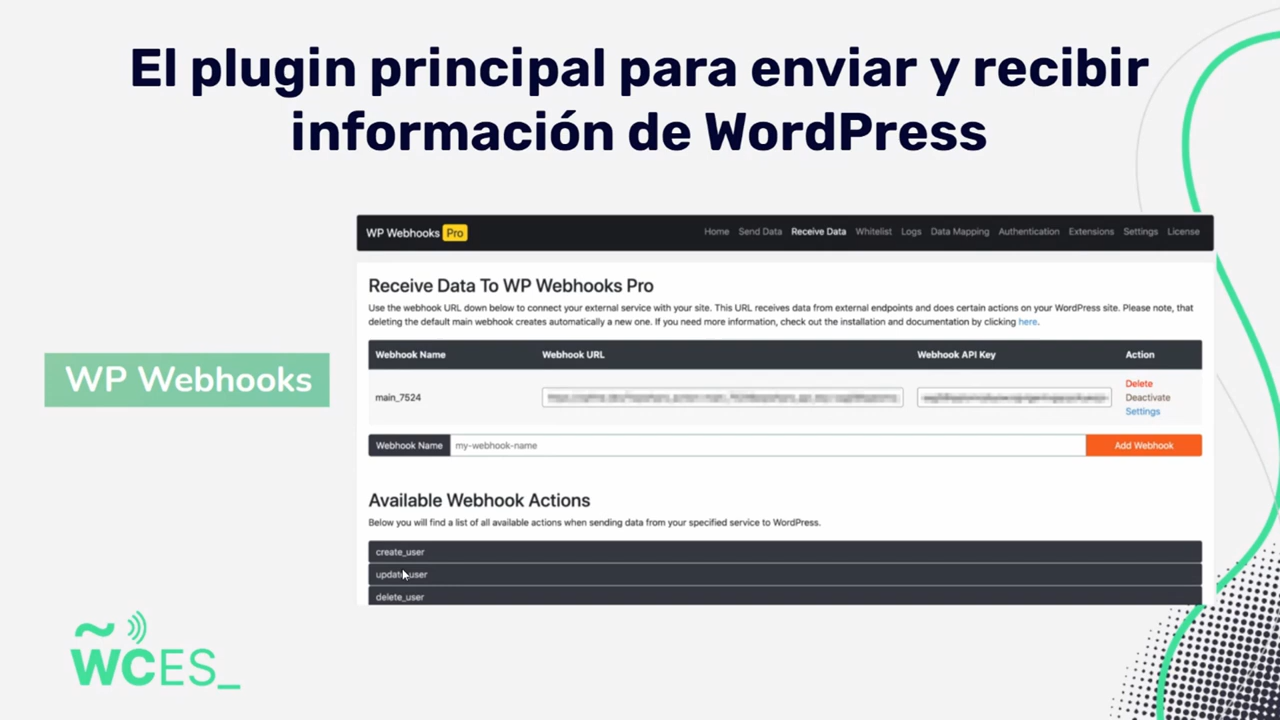 El plugin principal para enviar y recibir
información de WordPress
WP Webhooks
WP Webhooks Pro
Home Send Data Receive Data Whitelist Logs Data Mapping Authentication Extensions Settings License
Receive Data To WP Webhooks Pro
Use the webhook URL down below to connect your external service with your site. This URL receives data from external endpoints and does certain actions on your WordPress site. Please note, that
deleting the default main webhook creates automatically a new one. If you need more information, check out the installation and documentation by clicking here.
Webhook Name Webhook URL Webhook API Key Action
main_7524
Delete
Deactivate
Settings
Webhook Name my-webhook-name Add Webhook
Available Webhook Actions
Below you will find a list of all available actions when sending data from your specified service to WordPress.
create_user
update_user
delete_user
~
WCES_